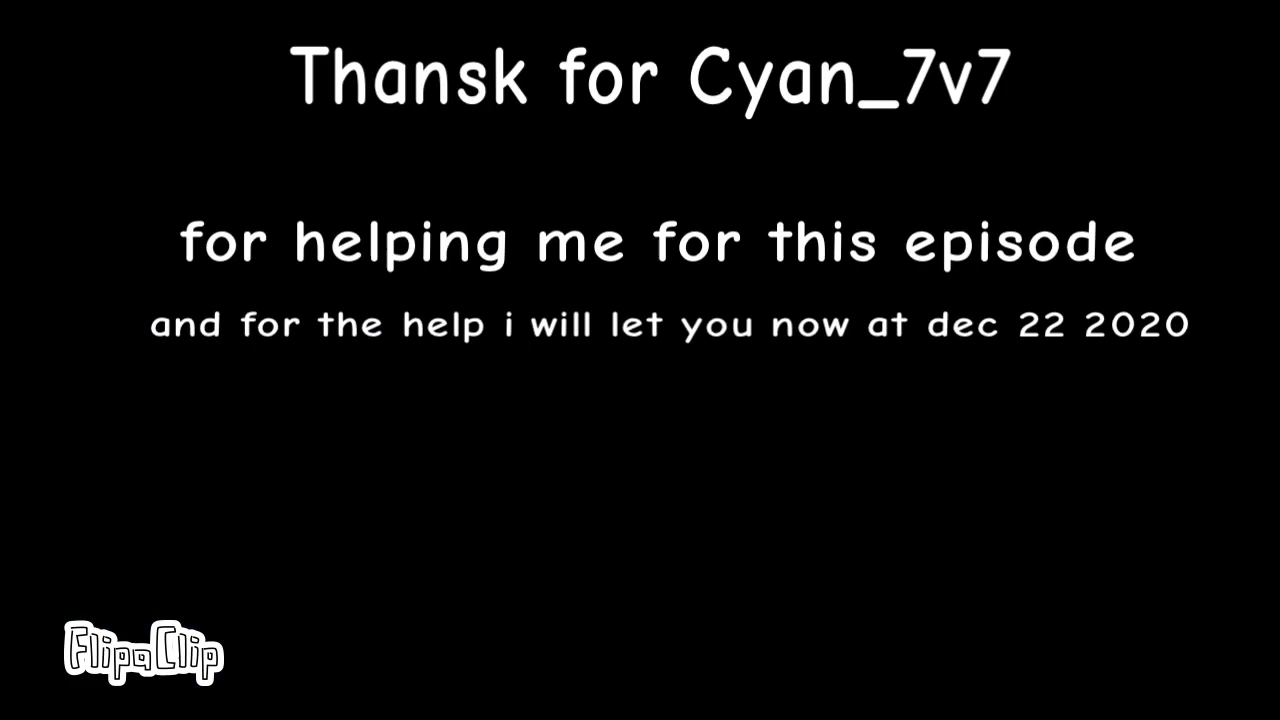 Thansk for Cyan_7v7
for helping me for this episode
and for the help i will let you now at dec 22 2020
FlipaClip